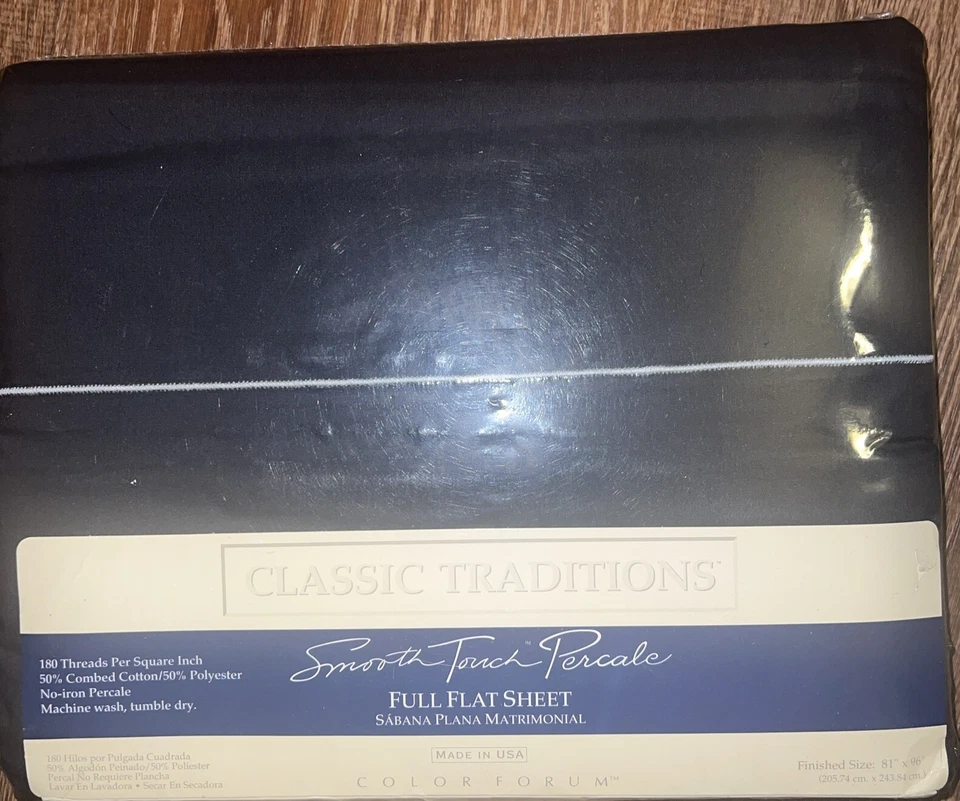 CLASSIC TRADITIONS™
Smooth Touch™ Percale
FULL FLAT SHEET
SÁBANA PLANA MATRIMONIAL
180 Threads Per Square Inch
50% Combed Cotton/50% Polyester
No-iron Percale
Machine wash, tumble dry.
180 Hilos por Pulgada Cuadrada
50% Algodón Peinado/50% Poliester
Percal No Requiere Plancha
Lavar En Lavadora • Secar En Secadora
MADE IN USA
COLOR FORUM™
Finished Size: 81" x 96"
(205.74 cm. x 243.84 cm.)